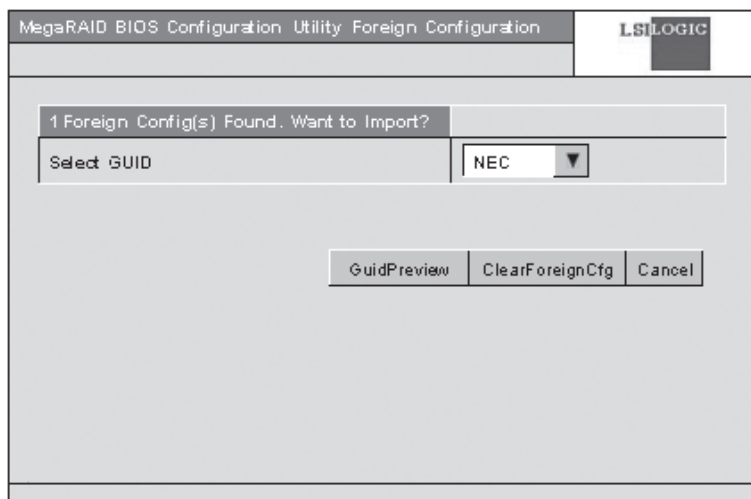 MegaRAID BIOS Configuration Utility Foreign Configuration
LSI LOGIC
1 Foreign Config(s) Found. Want to Import?
Select GUID
NEC
GuidPreview
ClearForeignCfg
Cancel